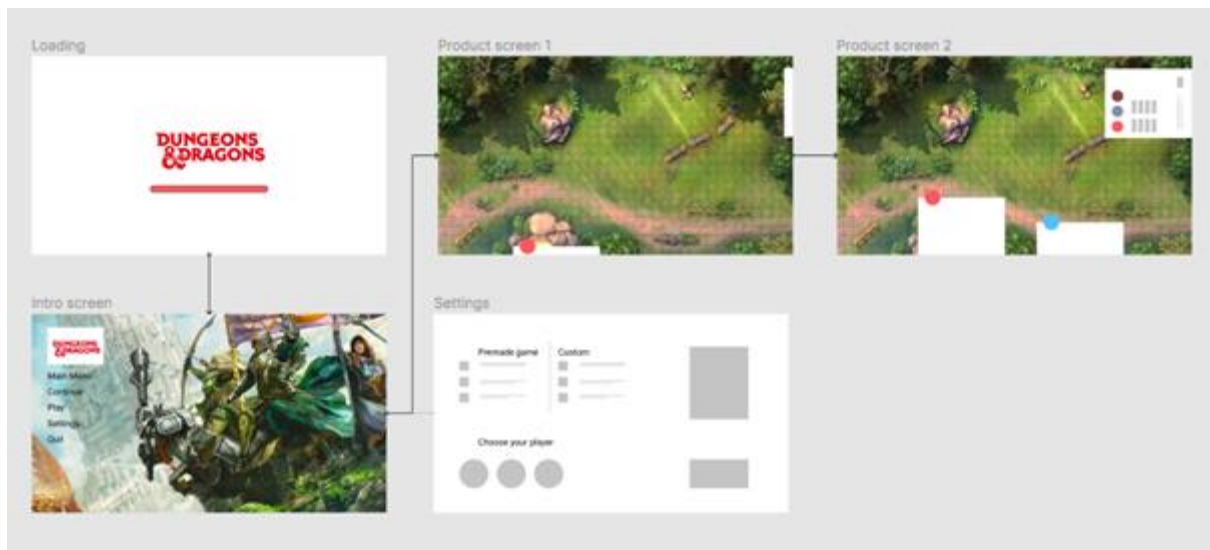 Loading
DUNGEONS
&DRAGONS
Product screen 1
Product screen 2
Intro screen
DUNGEONS
&DRAGONS
Main Menu
Continue
Play
Settings
Quit
Settings
Premade game
Custom
Choose your player